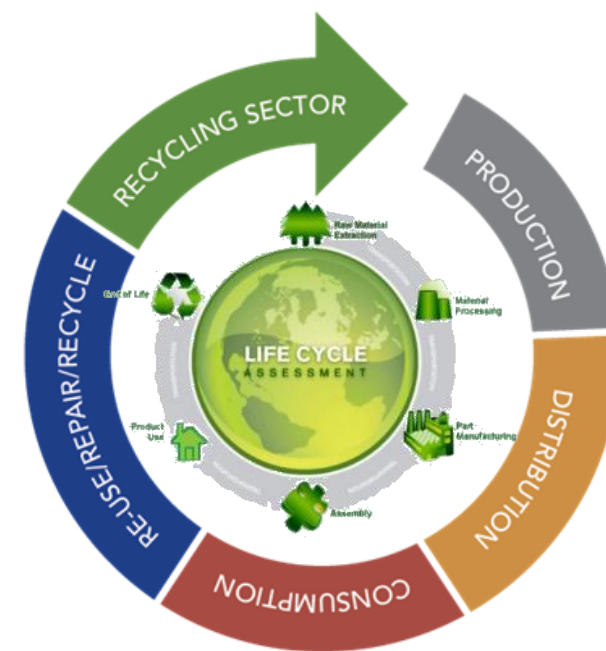 RECYCLING SECTOR
PRODUCTION
DISTRIBUTION
CONSUMPTION
RE-USE/REPAIR/RECYCLE
Raw Material
Extraction
Material
Processing
Part
Manufacturing
Assembly
Product
Use
End of Life
LIFE CYCLE
ASSESSMENT